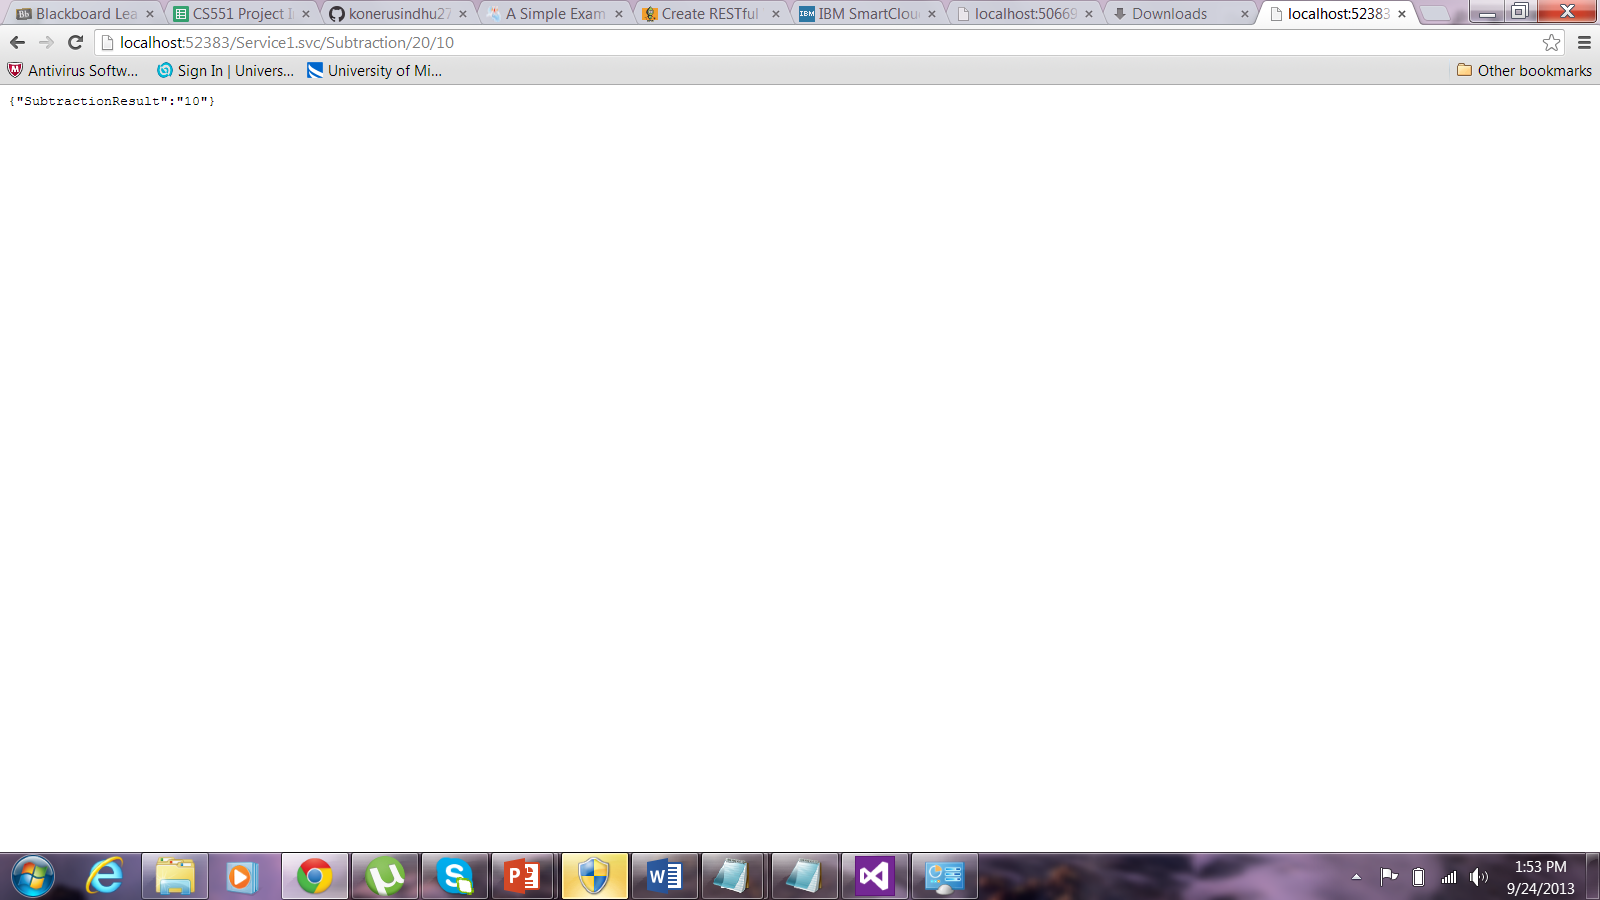 Blackboard Lea
CS551 Project I
konerusindhu27
A Simple Exam
Create RESTful
IBM SmartClou
localhost:50669
Downloads
localhost:52383
localhost:52383/Service1.svc/Subtraction/20/10
Antivirus Softw...
Sign In | Univers...
University of Mi...
Other bookmarks
{"SubtractionResult":"10"}
1:53 PM
9/24/2013